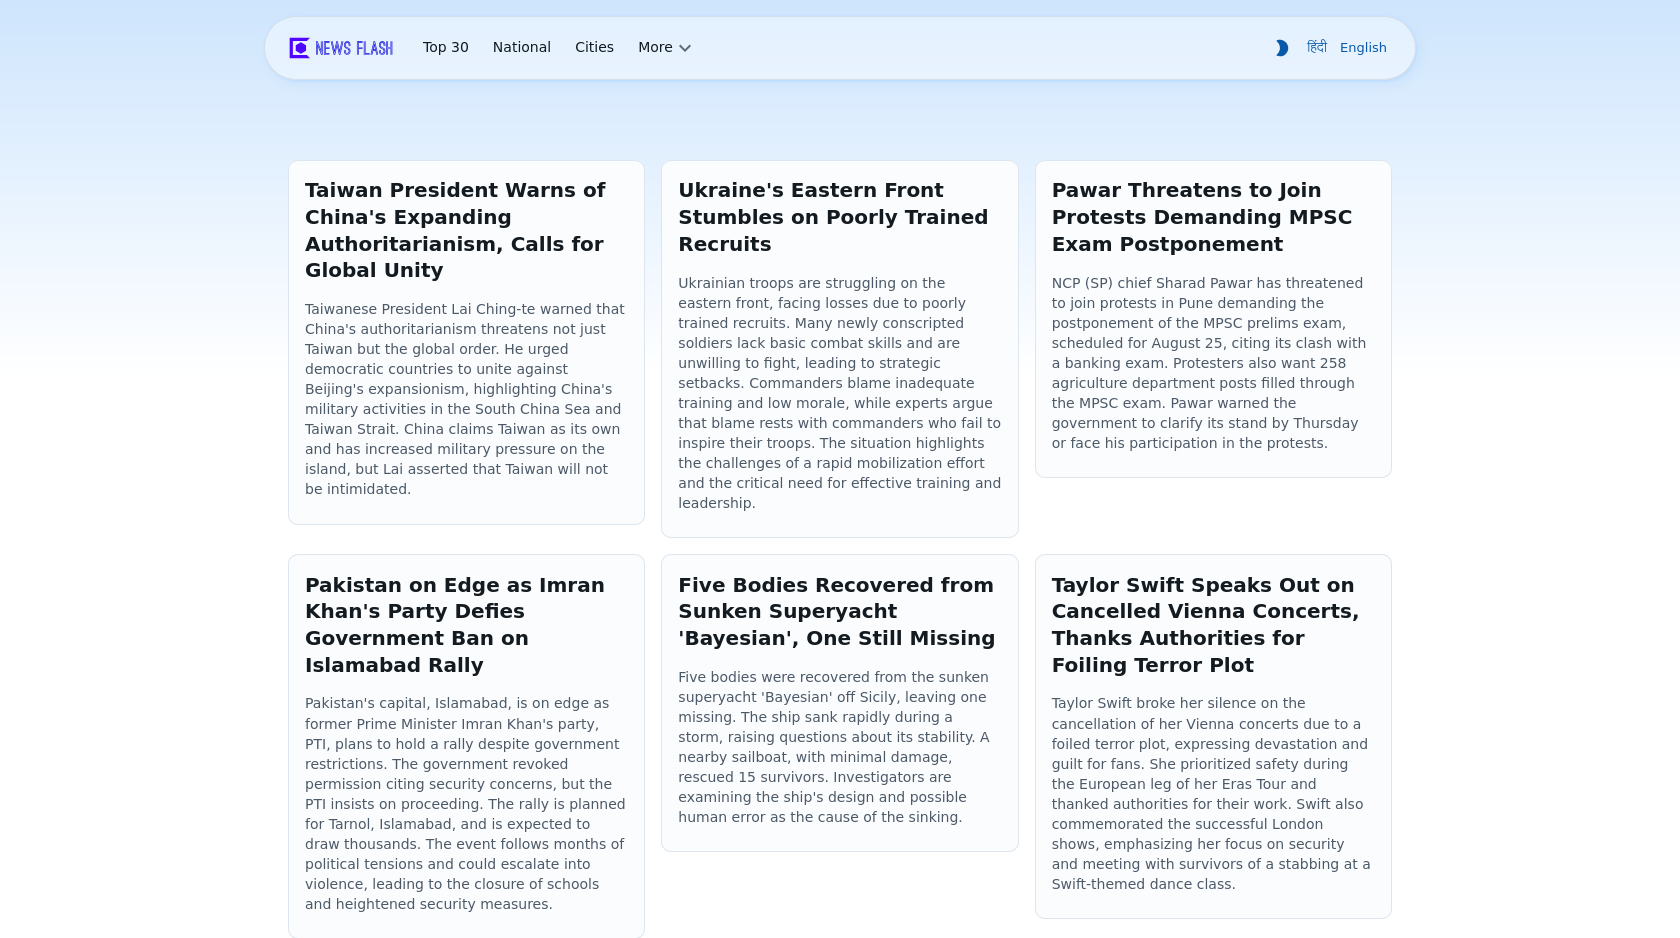 NEWS FLASH
Top 30
National
Cities
More
हिंदी
English
Taiwan President Warns of
China's Expanding
Authoritarianism, Calls for
Global Unity
Taiwanese President Lai Ching-te warned that
China's authoritarianism threatens not just
Taiwan but the global order. He urged
democratic countries to unite against
Beijing's expansionism, highlighting China's
military activities in the South China Sea and
Taiwan Strait. China claims Taiwan as its own
and has increased military pressure on the
island, but Lai asserted that Taiwan will not
be intimidated.
Ukraine's Eastern Front
Stumbles on Poorly Trained
Recruits
Ukrainian troops are struggling on the
eastern front, facing losses due to poorly
trained recruits. Many newly conscripted
soldiers lack basic combat skills and are
unwilling to fight, leading to strategic
setbacks. Commanders blame inadequate
training and low morale, while experts argue
that blame rests with commanders who fail to
inspire their troops. The situation highlights
the challenges of a rapid mobilization effort
and the critical need for effective training and
leadership.
Pawar Threatens to Join
Protests Demanding MPSC
Exam Postponement
NCP (SP) chief Sharad Pawar has threatened
to join protests in Pune demanding the
postponement of the MPSC prelims exam,
scheduled for August 25, citing its clash with
a banking exam. Protesters also want 258
agriculture department posts filled through
the MPSC exam. Pawar warned the
government to clarify its stand by Thursday
or face his participation in the protests.
Pakistan on Edge as Imran
Khan's Party Defies
Government Ban on
Islamabad Rally
Pakistan's capital, Islamabad, is on edge as
former Prime Minister Imran Khan's party,
PTI, plans to hold a rally despite government
restrictions. The government revoked
permission citing security concerns, but the
PTI insists on proceeding. The rally is planned
for Tarnol, Islamabad, and is expected to
draw thousands. The event follows months of
political tensions and could escalate into
violence, leading to the closure of schools
and heightened security measures.
Five Bodies Recovered from
Sunken Superyacht
'Bayesian', One Still Missing
Five bodies were recovered from the sunken
superyacht 'Bayesian' off Sicily, leaving one
missing. The ship sank rapidly during a
storm, raising questions about its stability. A
nearby sailboat, with minimal damage,
rescued 15 survivors. Investigators are
examining the ship's design and possible
human error as the cause of the sinking.
Taylor Swift Speaks Out on
Cancelled Vienna Concerts,
Thanks Authorities for
Foiling Terror Plot
Taylor Swift broke her silence on the
cancellation of her Vienna concerts due to a
foiled terror plot, expressing devastation and
guilt for fans. She prioritized safety during
the European leg of her Eras Tour and
thanked authorities for their work. Swift also
commemorated the successful London
shows, emphasizing her focus on security
and meeting with survivors of a stabbing at a
Swift-themed dance class.